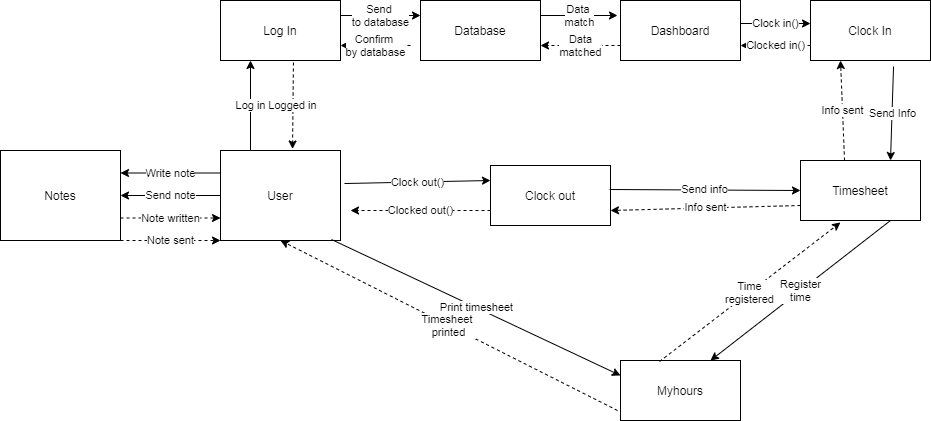 Log In
Send
to database
Confirm
by database
Database
Data
match
Data
matched
Dashboard
Clock in()
Clocked in()
Clock In
Log in
Logged in
Info sent
Send Info
Notes
Write note
Send note
Note written
Note sent
User
Clock out()
Clocked out()
Clock out
Send info
Info sent
Timesheet
Print timesheet
Timesheet
printed
Time
registered
Register
time
Myhours